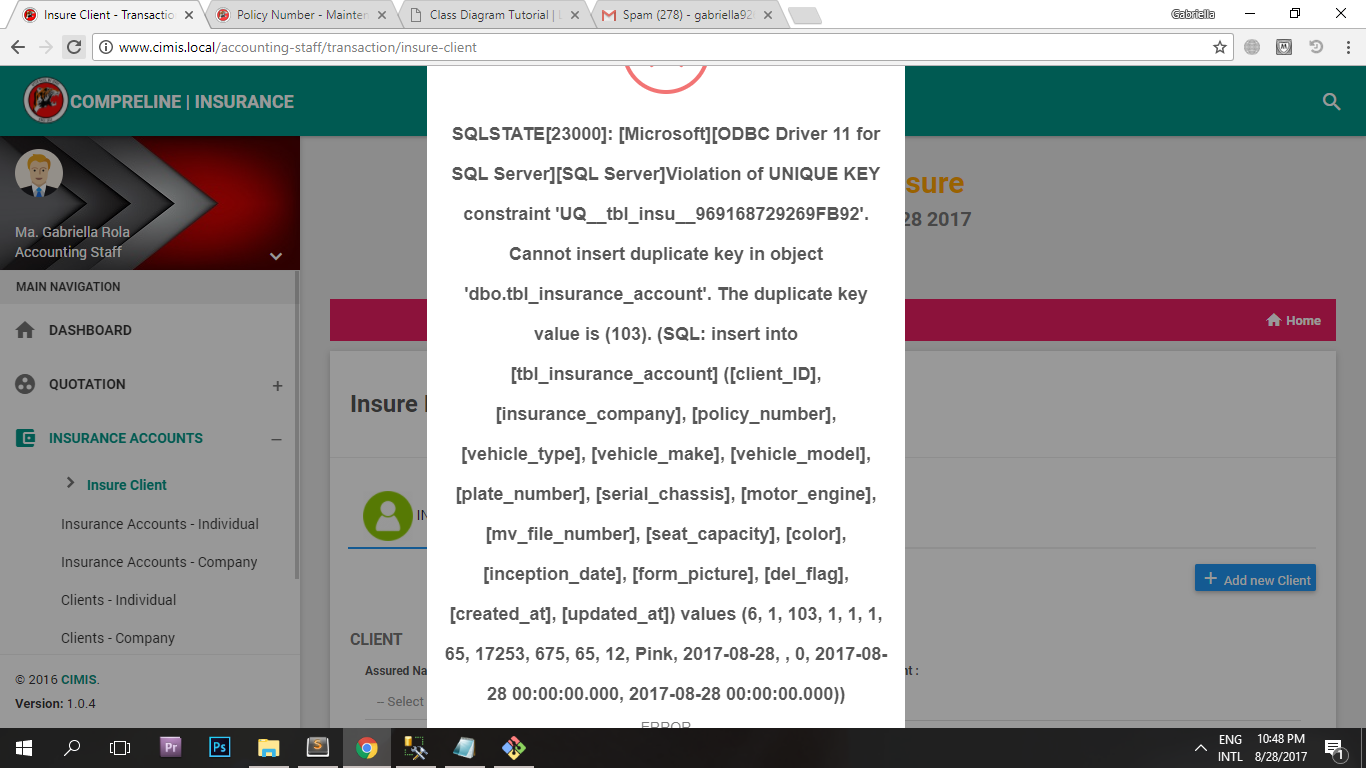 Insure Client - Transactio
Policy Number - Mainten
Class Diagram Tutorial |
Spam (278) - gabriella92
Gabriella
www.cimis.local/accounting-staff/transaction/insure-client
COMPRELINE | INSURANCE
Ma. Gabriella Rola
Accounting Staff
MAIN NAVIGATION
DASHBOARD
QUOTATION +
INSURANCE ACCOUNTS –
Insure Client
Insurance Accounts - Individual
Insurance Accounts - Company
Clients - Individual
Clients - Company
© 2016 CIMIS.
Version: 1.0.4
sure
28 2017
Home
Insure
IN
+ Add new Client
CLIENT
Assured Na
nt :
-- Select
SQLSTATE[23000]: [Microsoft][ODBC Driver 11 for
SQL Server][SQL Server]Violation of UNIQUE KEY
constraint 'UQ__tbl_insu__969168729269FB92'.
Cannot insert duplicate key in object
'dbo.tbl_insurance_account'. The duplicate key
value is (103). (SQL: insert into
[tbl_insurance_account] ([client_ID],
[insurance_company], [policy_number],
[vehicle_type], [vehicle_make], [vehicle_model],
[plate_number], [serial_chassis], [motor_engine],
[mv_file_number], [seat_capacity], [color],
[inception_date], [form_picture], [del_flag],
[created_at], [updated_at]) values (6, 1, 103, 1, 1, 1,
65, 17253, 675, 65, 12, Pink, 2017-08-28, , 0, 2017-08-
28 00:00:00.000, 2017-08-28 00:00:00.000))
ERROR
Pr
Ps
ENG
INTL
10:48 PM
8/28/2017
1